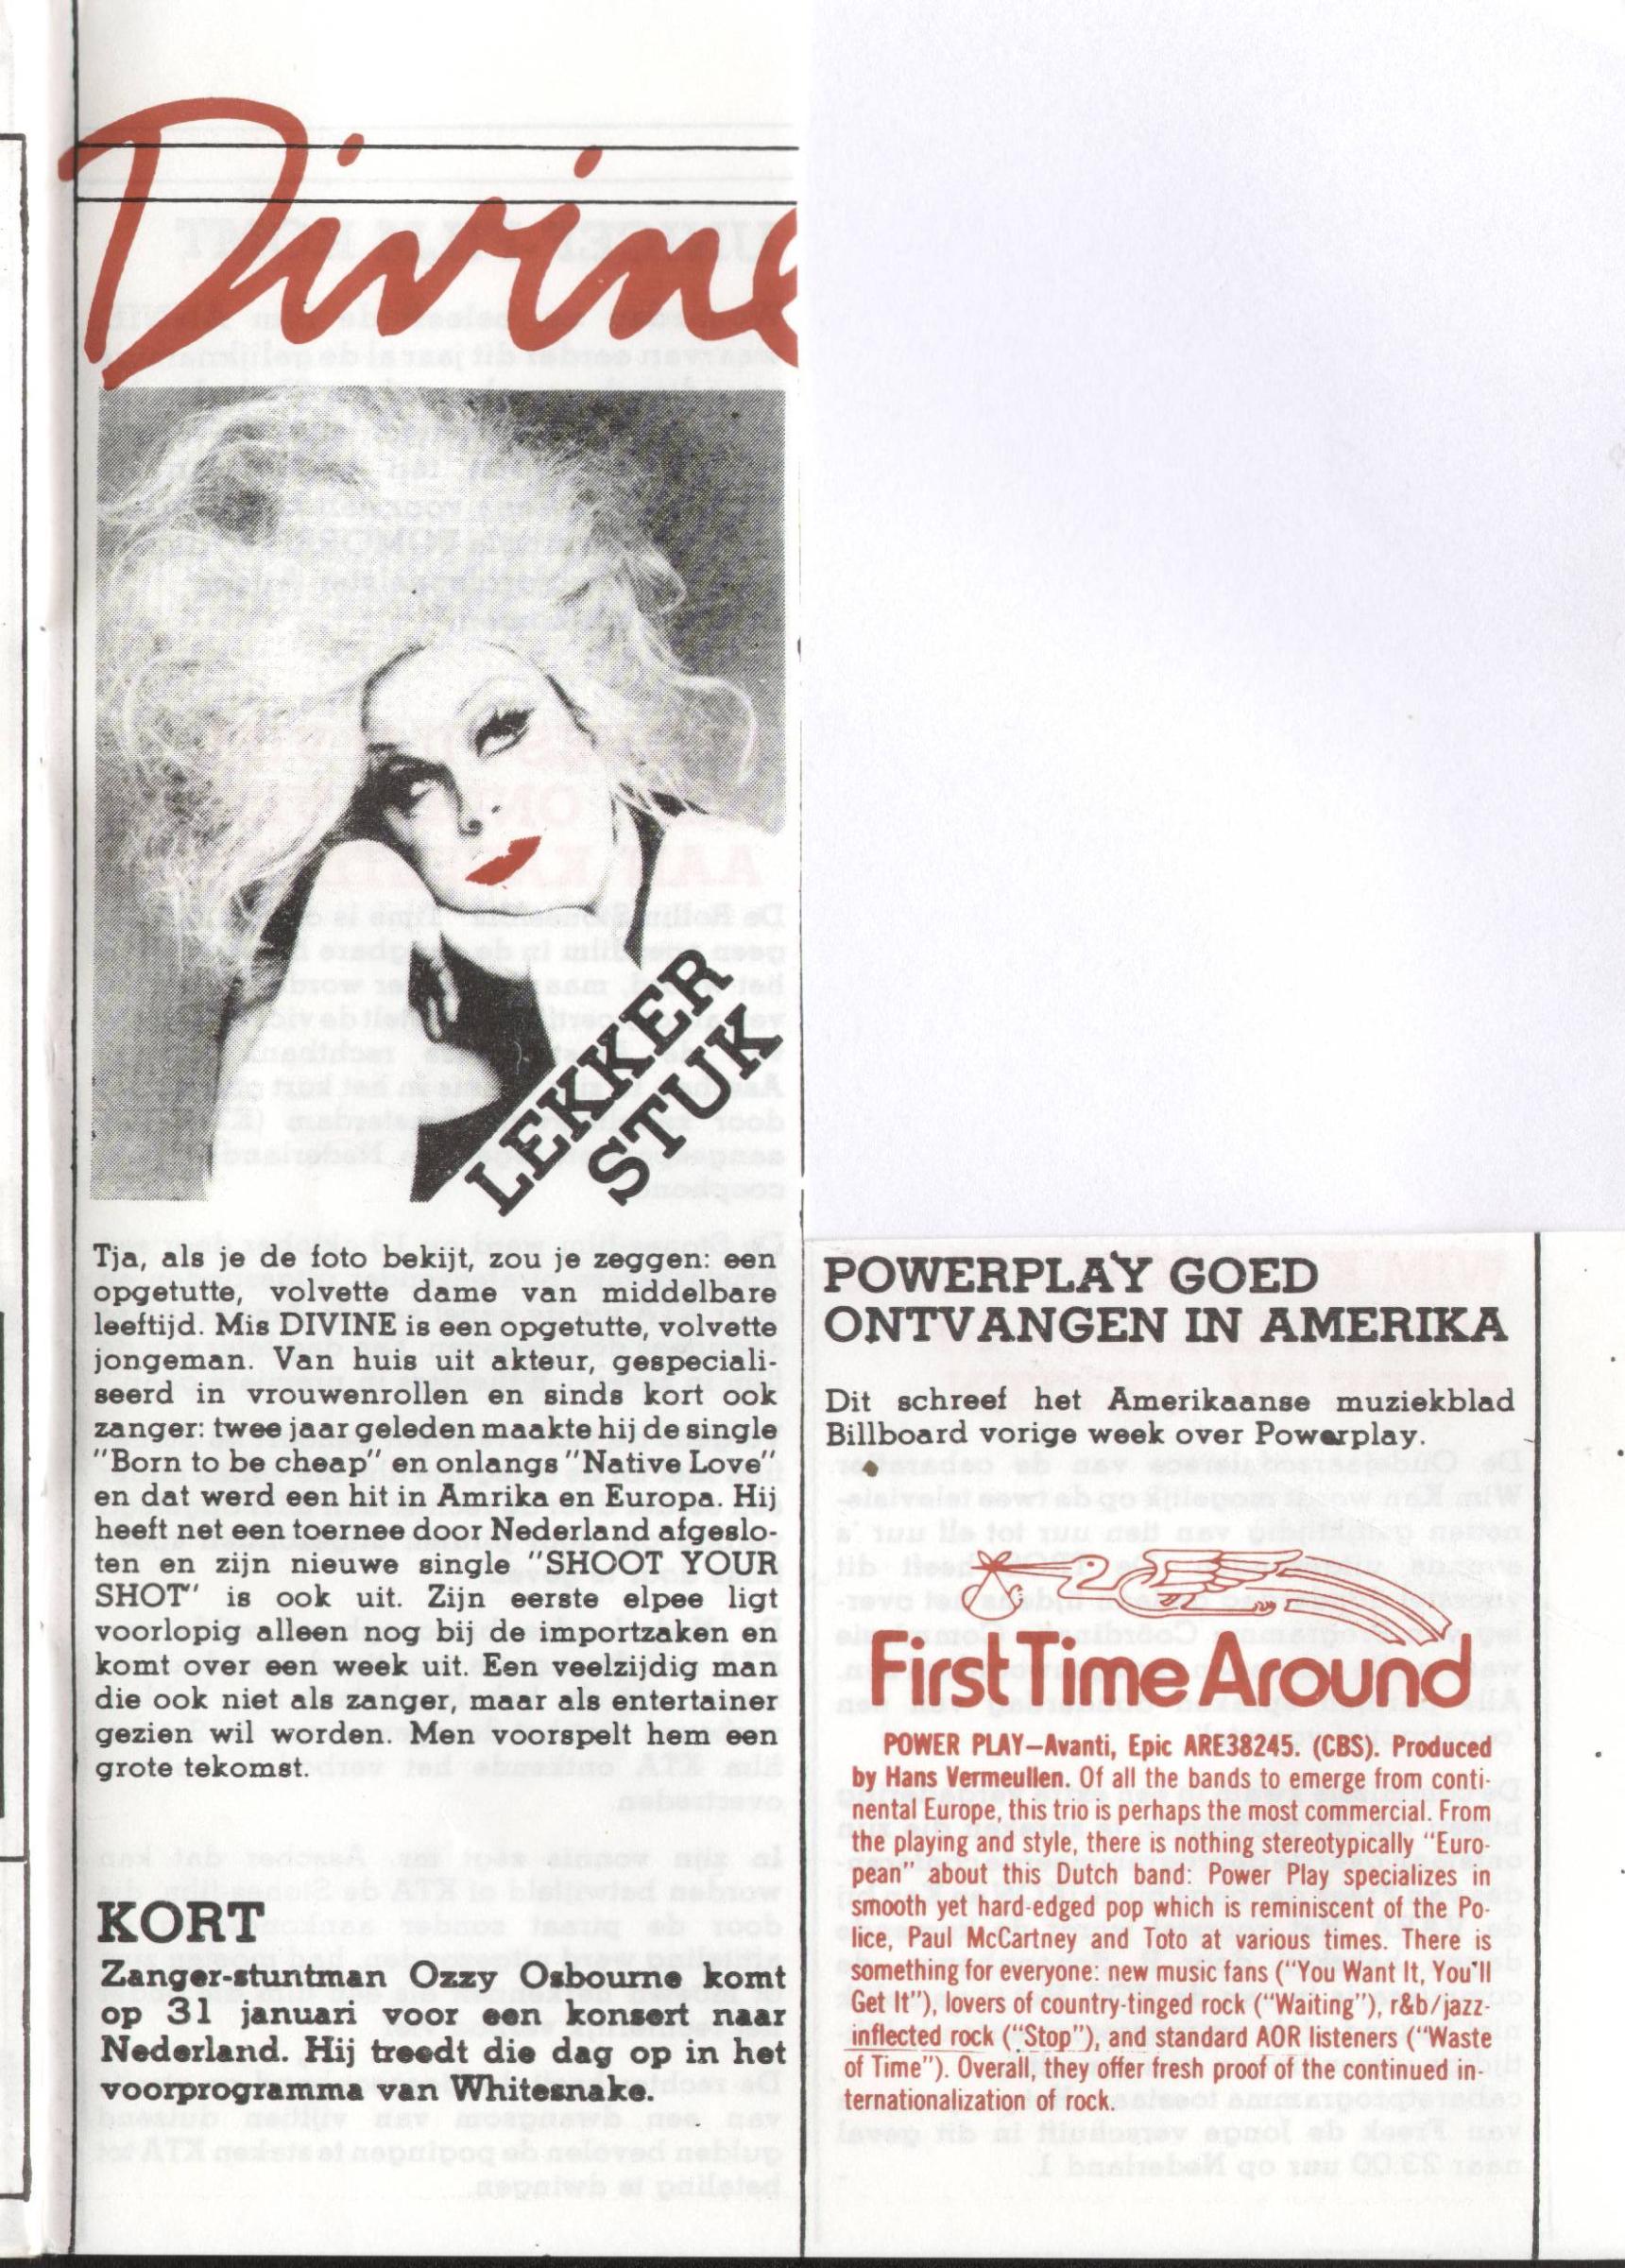 Divine
LEKKER
STUK
Tja, als je de foto bekijt, zou je zeggen: een
opgetutte, volvette dame van middelbare
leeftijd. Mis DIVINE is een opgetutte, volvette
jongeman. Van huis uit akteur, gespeciali-
seerd in vrouwenrollen en sinds kort ook
zanger: twee jaar geleden maakte hij de single
"Born to be cheap" en onlangs "Native Love"
en dat werd een hit in Amrika en Europa. Hij
heeft net een toernee door Nederland afgeslo-
ten en zijn nieuwe single "SHOOT YOUR
SHOT" is ook uit. Zijn eerste elpee ligt
voorlopig alleen nog bij de importzaken en
komt over een week uit. Een veelzijdig man
die ook niet als zanger, maar als entertainer
gezien wil worden. Men voorspelt hem een
grote tekomst.
KORT
Zanger-stuntman Ozzy Osbourne komt
op 31 januari voor een konsert naar
Nederland. Hij treedt die dag op in het
voorprogramma van Whitesnake.
POWERPLAY GOED
ONTVANGEN IN AMERIKA
Dit schreef het Amerikaanse muziekblad
Billboard vorige week over Powerplay.
First Time Around
POWER PLAY—Avanti, Epic ARE38245. (CBS). Produced
by Hans Vermeullen. Of all the bands to emerge from conti-
nental Europe, this trio is perhaps the most commercial. From
the playing and style, there is nothing stereotypically "Euro-
pean" about this Dutch band: Power Play specializes in
smooth yet hard-edged pop which is reminiscent of the Po-
lice, Paul McCartney and Toto at various times. There is
something for everyone: new music fans ("You Want It, You'll
Get It"), lovers of country-tinged rock ("Waiting"), r&b/jazz-
inflected rock ("Stop"), and standard AOR listeners ("Waste
of Time"). Overall, they offer fresh proof of the continued in-
ternationalization of rock.